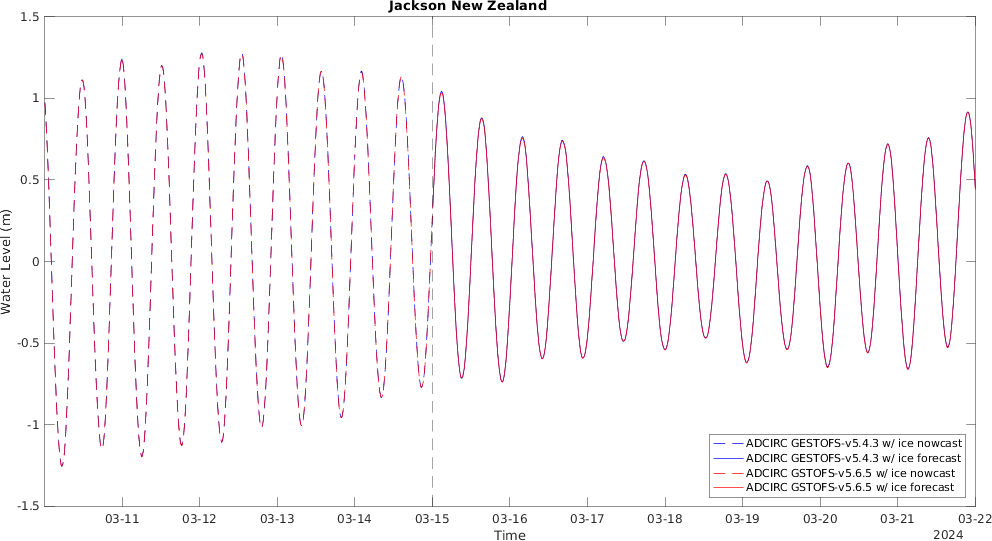 Jackson New Zealand
1.5
1
0.5
0
-0.5
-1
-1.5
Water Level (m)
ADCIRC GESTOFS-v5.4.3 w/ ice nowcast
ADCIRC GESTOFS-v5.4.3 w/ ice forecast
ADCIRC GSTOFS-v5.6.5 w/ ice nowcast
ADCIRC GSTOFS-v5.6.5 w/ ice forecast
03-11 03-12 03-13 03-14 03-15 03-16 03-17 03-18 03-19 03-20 03-21 03-22
Time
2024